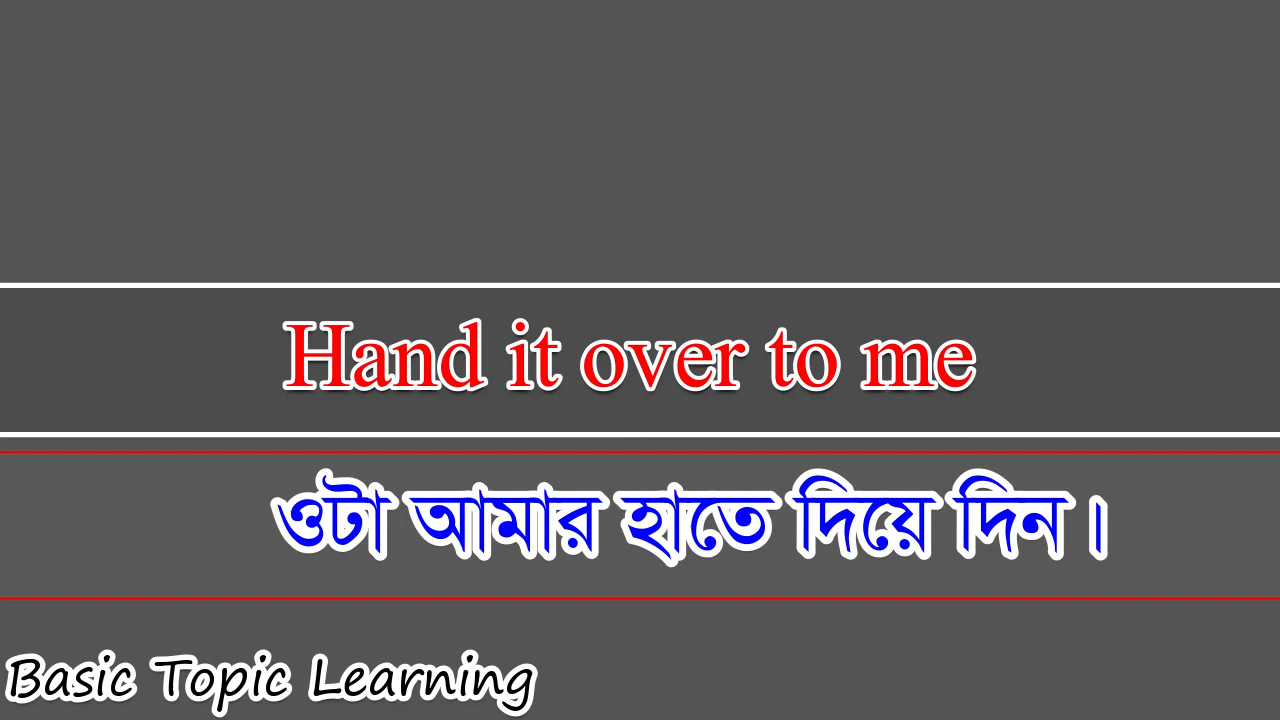 Hand it over to me
ওটা আমার হাতে দিয়ে দিন।
Basic Topic Learning